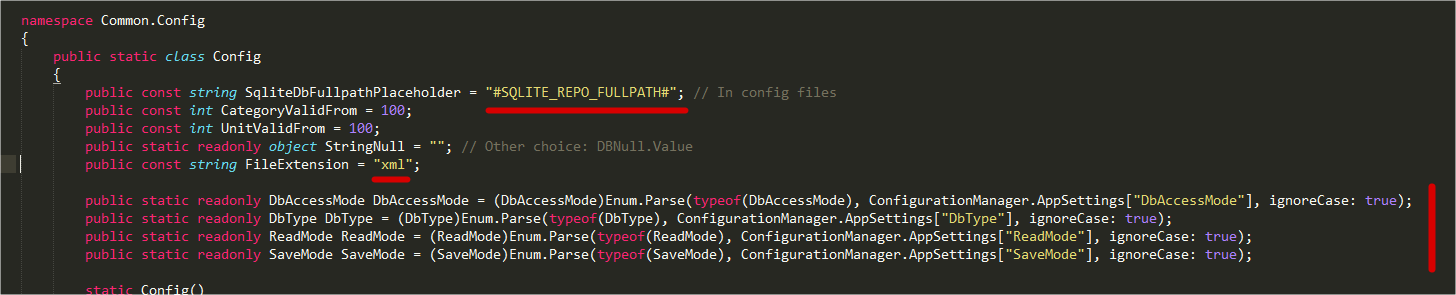 namespace Common.Config
{
public static class Config
{
public const string SqliteDbFullpathPlaceholder = "#SQLITE_REPO_FULLPATH#"; // In config files
public const int CategoryValidFrom = 100;
public const int UnitValidFrom = 100;
public static readonly object StringNull = ""; // Other choice: DBNull.Value
public const string FileExtension = "xml";
public static readonly DbAccessMode DbAccessMode = (DbAccessMode)Enum.Parse(typeof(DbAccessMode), ConfigurationManager.AppSettings["DbAccessMode"], ignoreCase: true);
public static readonly DbType DbType = (DbType)Enum.Parse(typeof(DbType), ConfigurationManager.AppSettings["DbType"], ignoreCase: true);
public static readonly ReadMode ReadMode = (ReadMode)Enum.Parse(typeof(ReadMode), ConfigurationManager.AppSettings["ReadMode"], ignoreCase: true);
public static readonly SaveMode SaveMode = (SaveMode)Enum.Parse(typeof(SaveMode), ConfigurationManager.AppSettings["SaveMode"], ignoreCase: true);
static Config()